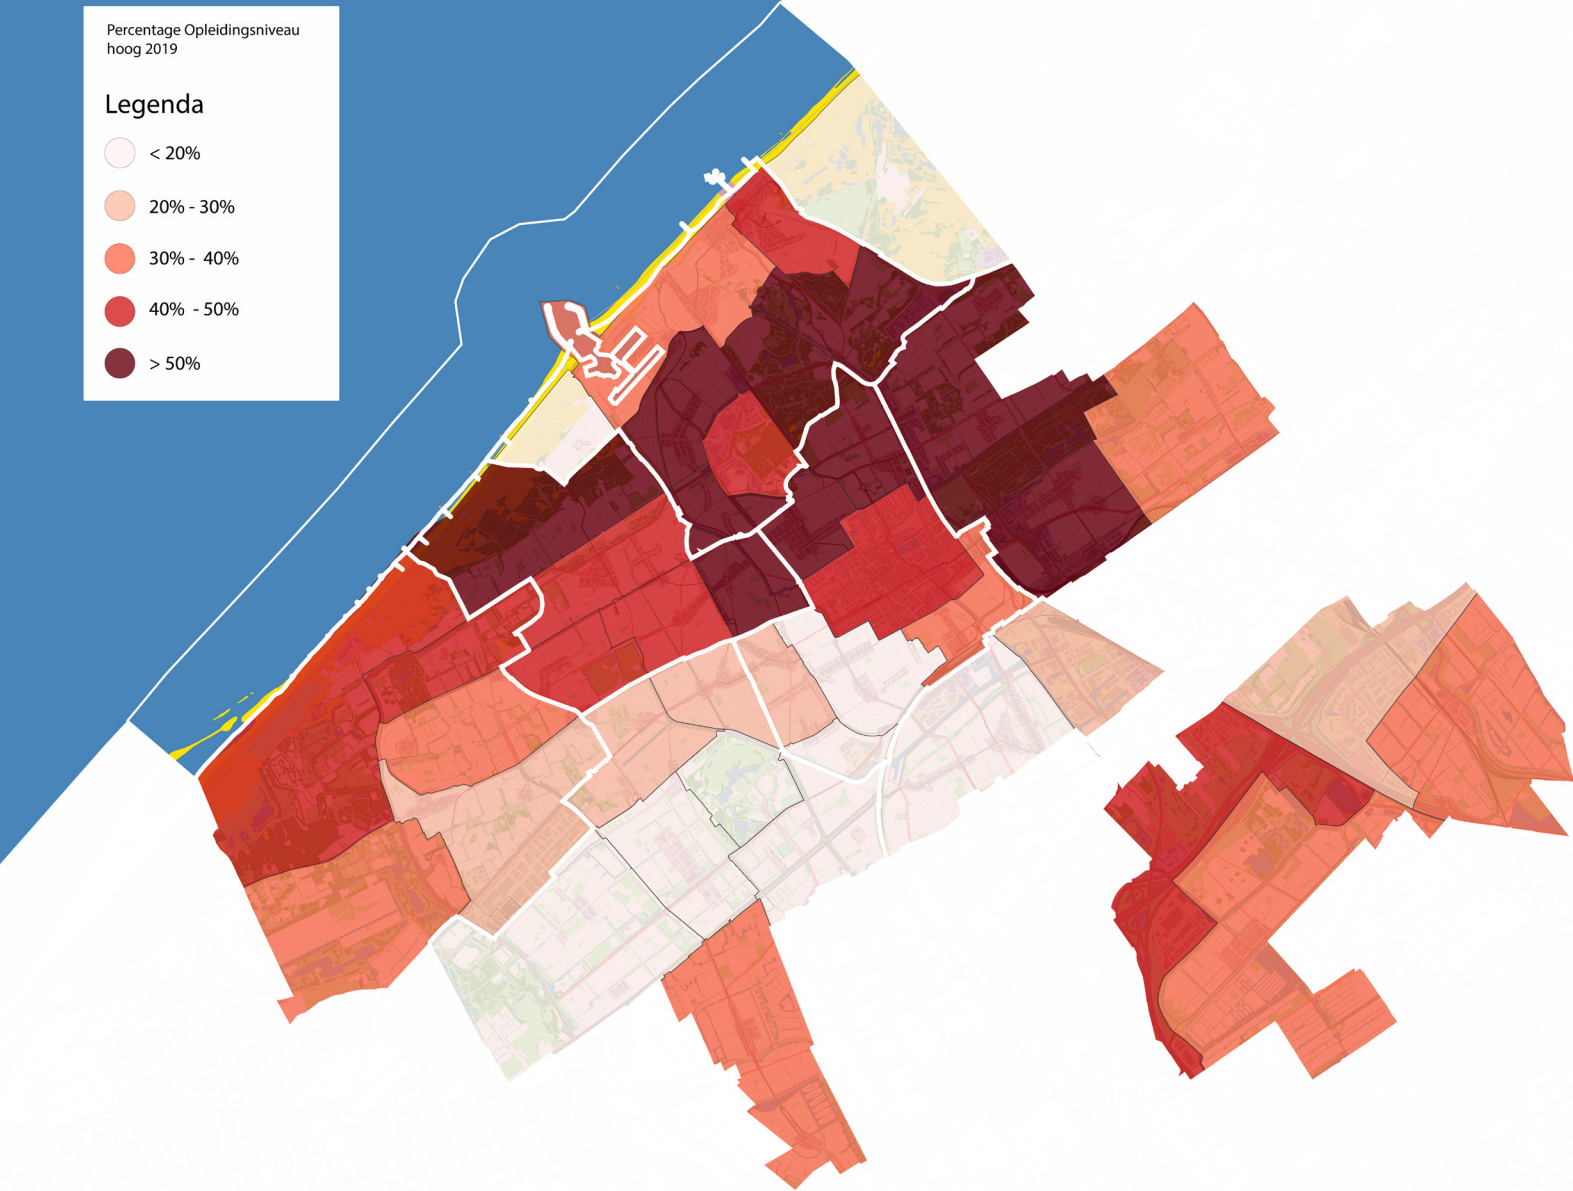 Percentage Opleidingsniveau
hoog 2019
Legenda
< 20%
20% - 30%
30% - 40%
40% - 50%
> 50%